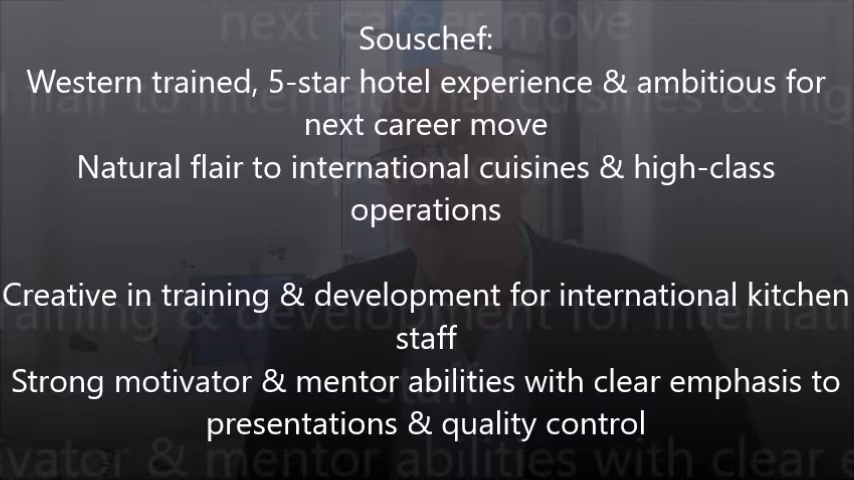 Souschef:
Western trained, 5-star hotel experience & ambitious for
next career move
Natural flair to international cuisines & high-class
operations
Creative in training & development for international kitchen
staff
Strong motivator & mentor abilities with clear emphasis to
presentations & quality control